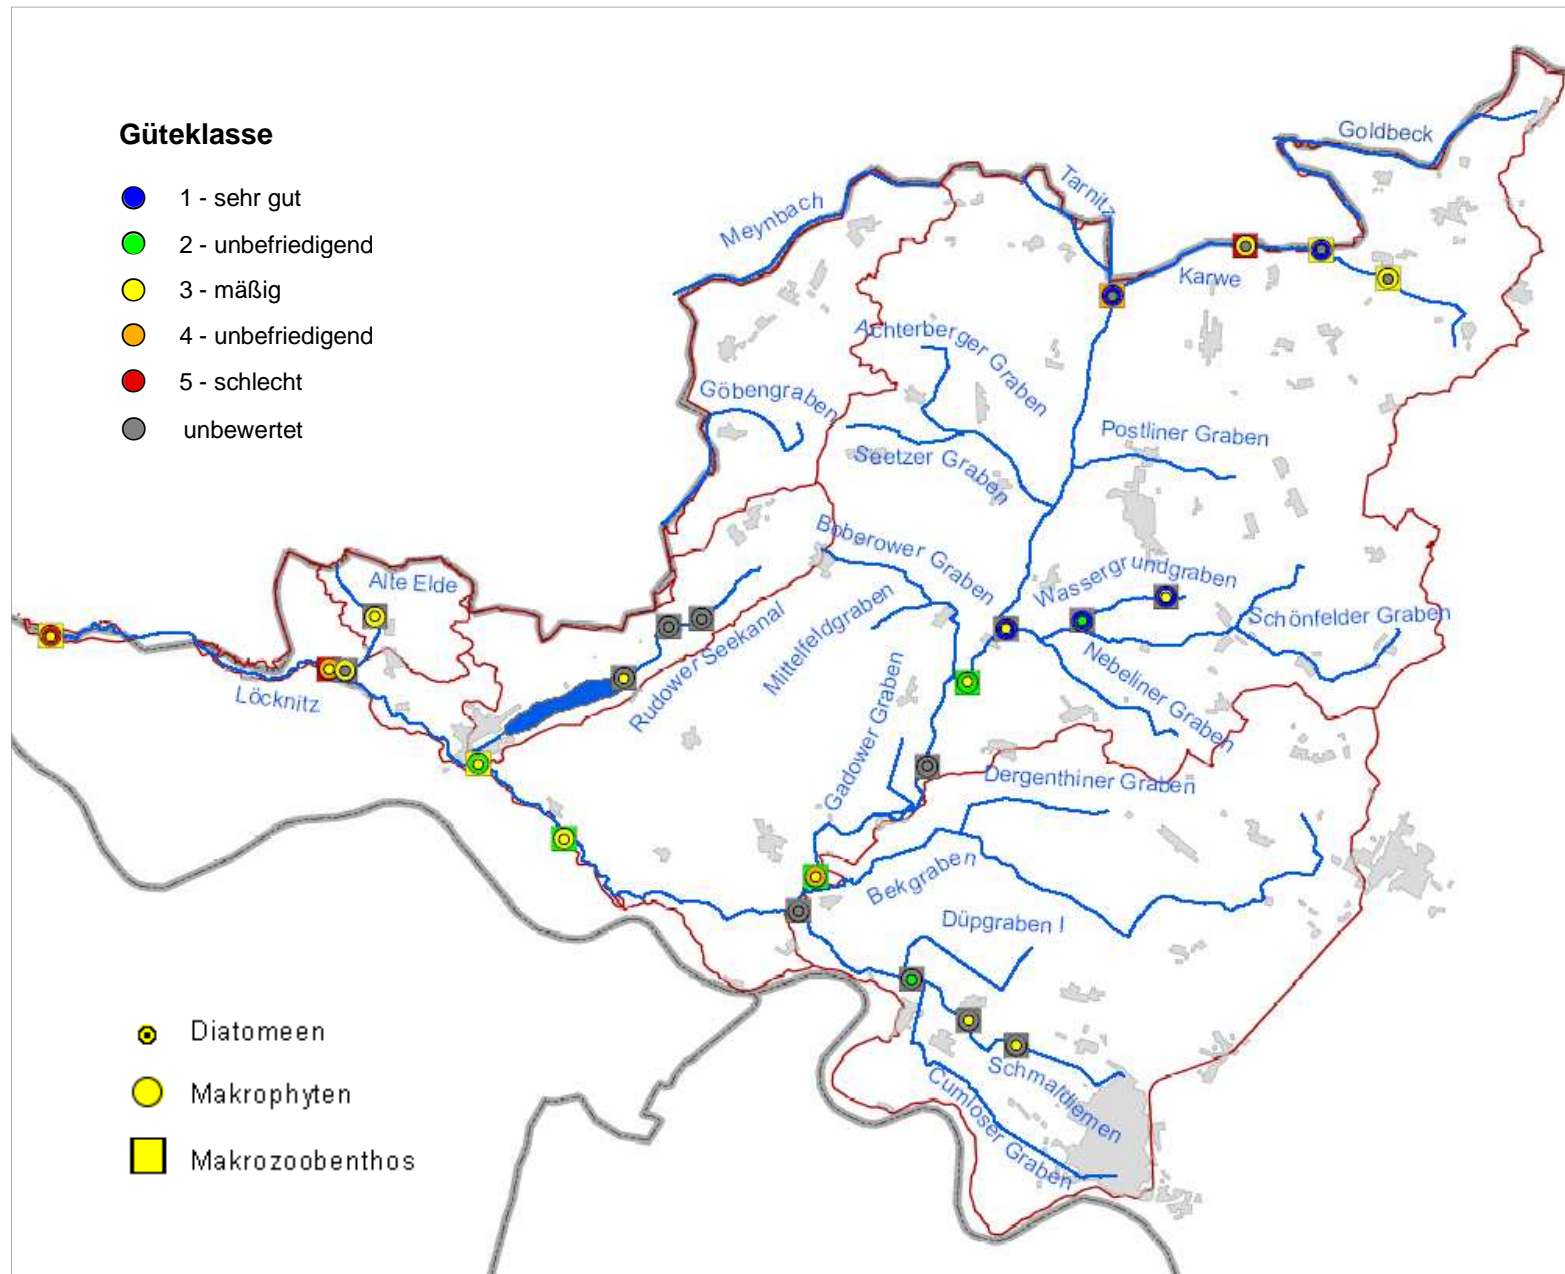 Güteklasse
1 - sehr gut
2 - unbefriedigend
3 - mäßig
4 - unbefriedigend
5 - schlecht
unbewertet
Goldbeck
Tarnitz
Meynbach
Karwe
Achterberger Graben
Göbengraben
Postliner Graben
Seetzer Graben
Boberower Graben
Wassergrundgraben
Alte Elde
Schönfelder Graben
Mittelfeldgraben
Rudower Seekanal
Nebeliner Graben
Löcknitz
Gadower Graben
Dergenthiner Graben
Bekgraben
Düpgraben I
Schmaldiemen
Cumloser Graben
Diatomeen
Makrophyten
Makrozoobenthos